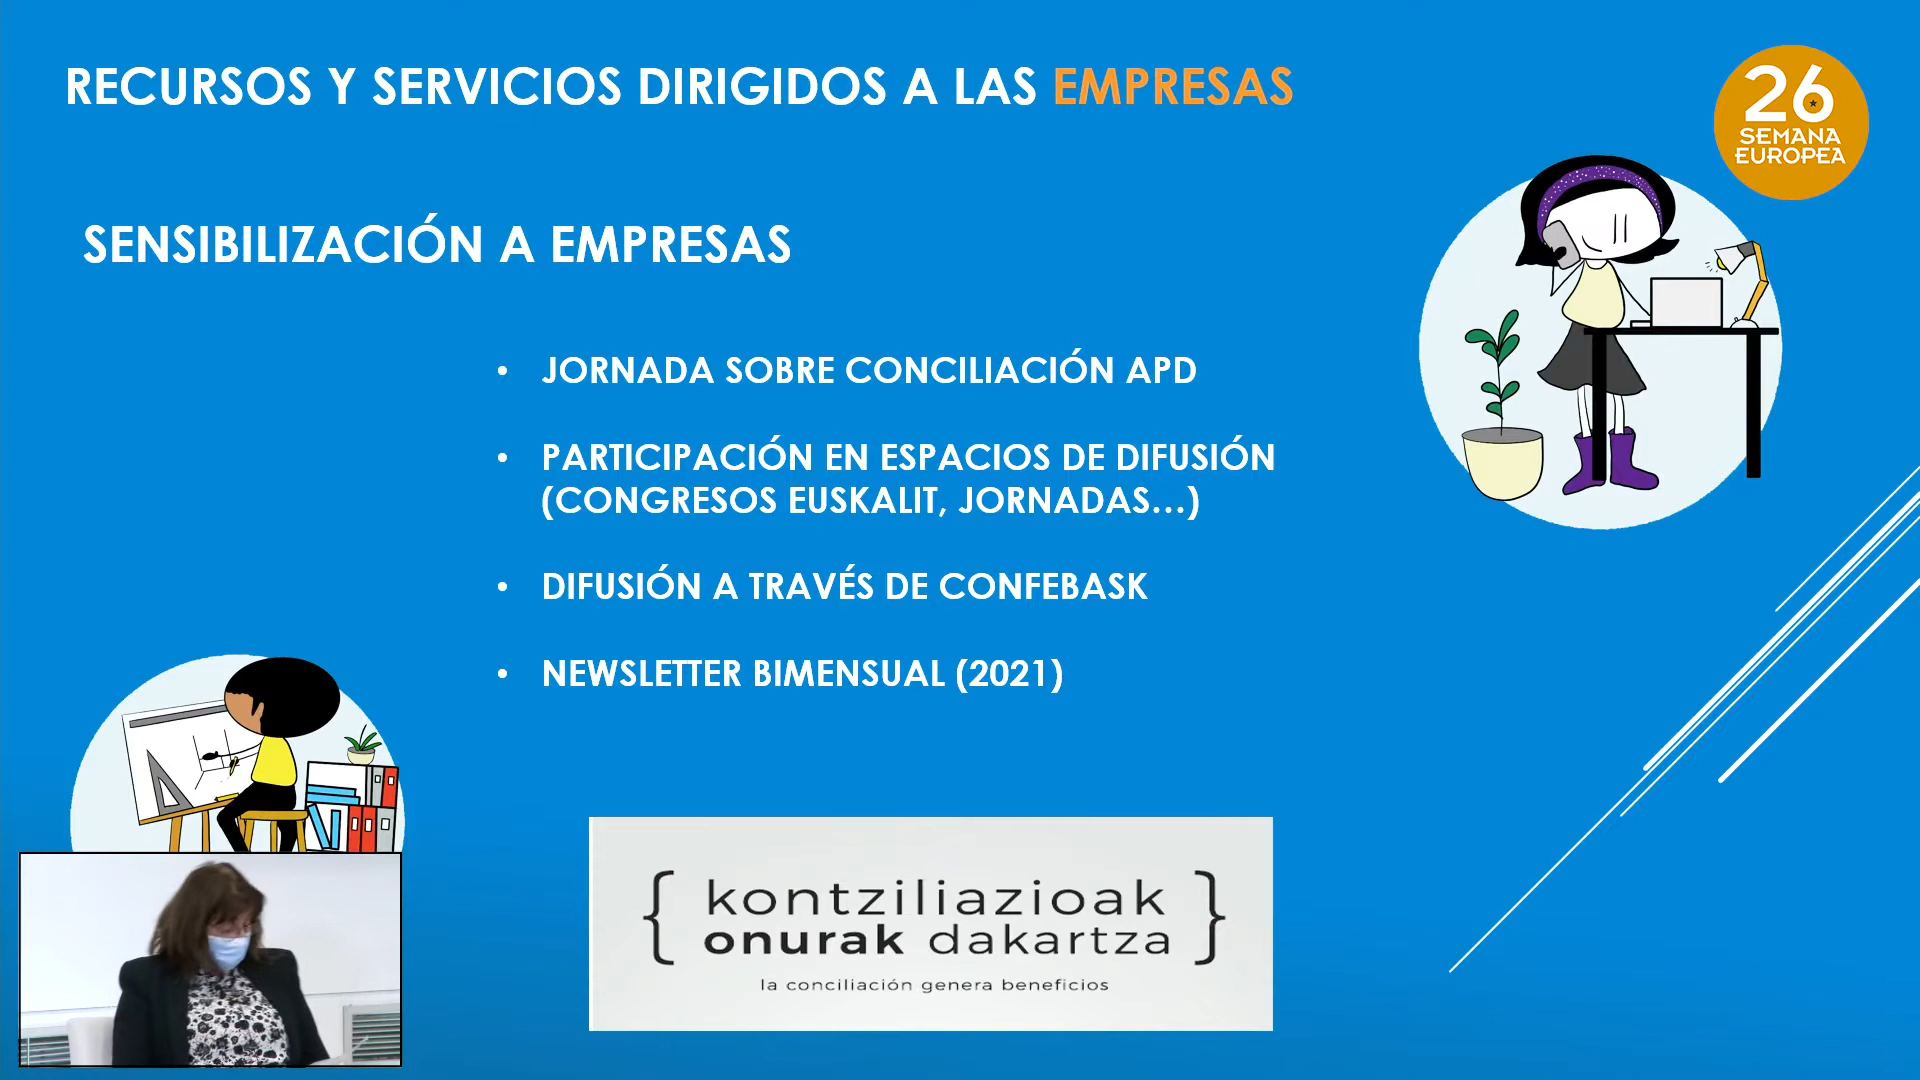 RECURSOS Y SERVICIOS DIRIGIDOS A LAS EMPRESAS
26
SEMANA
EUROPEA
SENSIBILIZACIÓN A EMPRESAS
• JORNADA SOBRE CONCILIACIÓN APD
• PARTICIPACIÓN EN ESPACIOS DE DIFUSIÓN
(CONGRESOS EUSKALIT, JORNADAS...)
• DIFUSIÓN A TRAVÉS DE CONFEBASK
• NEWSLETTER BIMENSUAL (2021)
{ kontziliazioak
onurak dakartza }
la conciliación genera beneficios